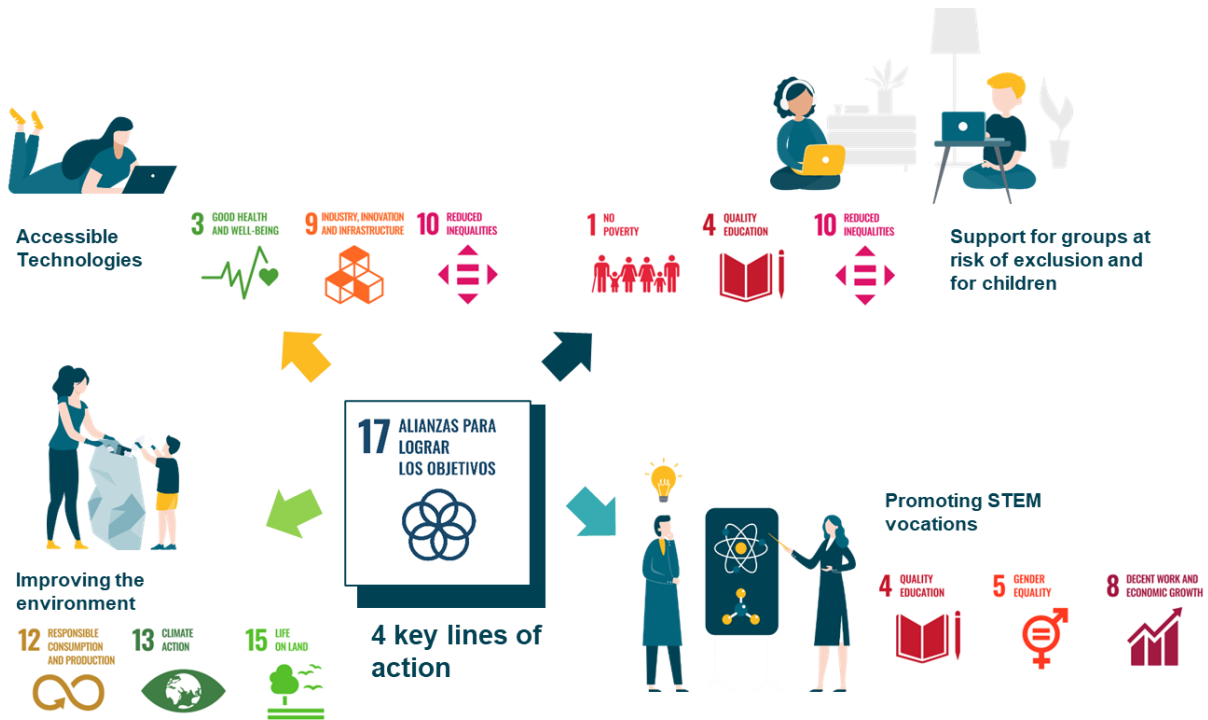 Accessible
Technologies
3 GOOD HEALTH
AND WELL-BEING
9 INDUSTRY, INNOVATION
AND INFRASTRUCTURE
10 REDUCED
INEQUALITIES
1 NO
POVERTY
4 QUALITY
EDUCATION
10 REDUCED
INEQUALITIES
Support for groups at
risk of exclusion and
for children
17 ALIANZAS PARA
LOGRAR
LOS OBJETIVOS
4 key lines of
action
Improving the
environment
12 RESPONSIBLE
CONSUMPTION
AND PRODUCTION
13 CLIMATE
ACTION
15 LIFE
ON LAND
Promoting STEM
vocations
4 QUALITY
EDUCATION
5 GENDER
EQUALITY
8 DECENT WORK AND
ECONOMIC GROWTH